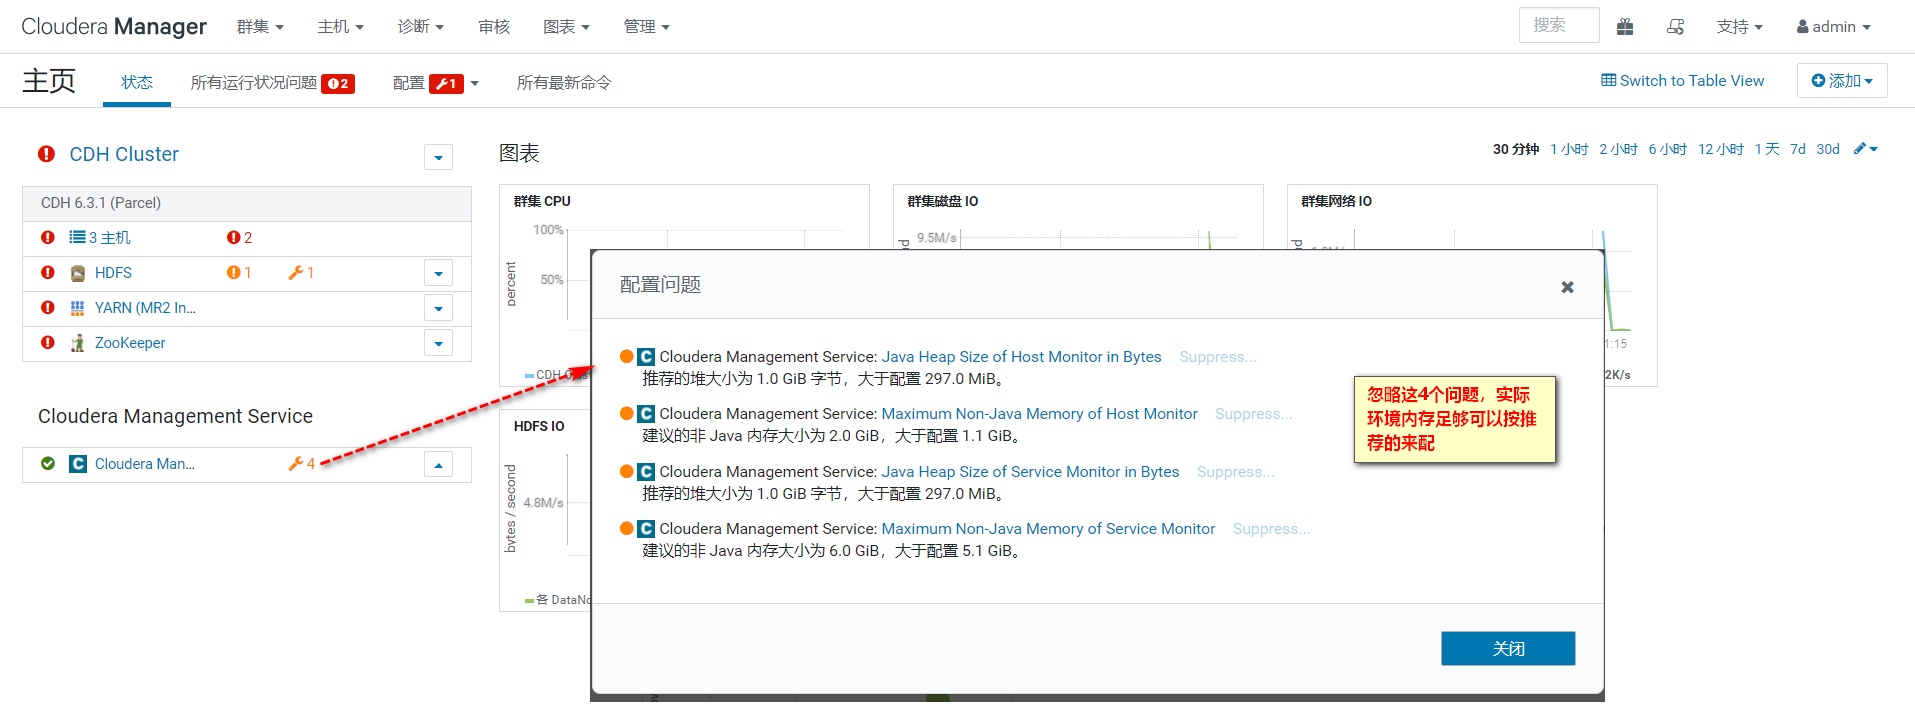 Cloudera Manager 群集 主机 诊断 审核 图表 管理 搜索 支持 admin
主页 状态 所有运行状况问题 2 配置 1 所有最新命令 Switch to Table View 添加
CDH Cluster
图表
30 分钟 1 小时 2 小时 6 小时 12 小时 1 天 7d 30d
CDH 6.3.1 (Parcel)
3 主机 2
HDFS 1 1
YARN (MR2 In...
ZooKeeper
Cloudera Management Service
Cloudera Man... 4
群集 CPU
percent
100%
50%
群集磁盘 IO
9.5M/s
群集网络 IO
:15
2K/s
HDFS IO
bytes / second
4.8M/s
各 DataNo
配置问题
Cloudera Management Service: Java Heap Size of Host Monitor in Bytes Suppress...
推荐的堆大小为 1.0 GiB 字节，大于配置 297.0 MiB。
Cloudera Management Service: Maximum Non-Java Memory of Host Monitor Suppress...
建议的非 Java 内存大小为 2.0 GiB，大于配置 1.1 GiB。
Cloudera Management Service: Java Heap Size of Service Monitor in Bytes Suppress...
推荐的堆大小为 1.0 GiB 字节，大于配置 297.0 MiB。
Cloudera Management Service: Maximum Non-Java Memory of Service Monitor Suppress...
建议的非 Java 内存大小为 6.0 GiB，大于配置 5.1 GiB。
忽略这4个问题，实际
环境内存足够可以按推
荐的来配
关闭